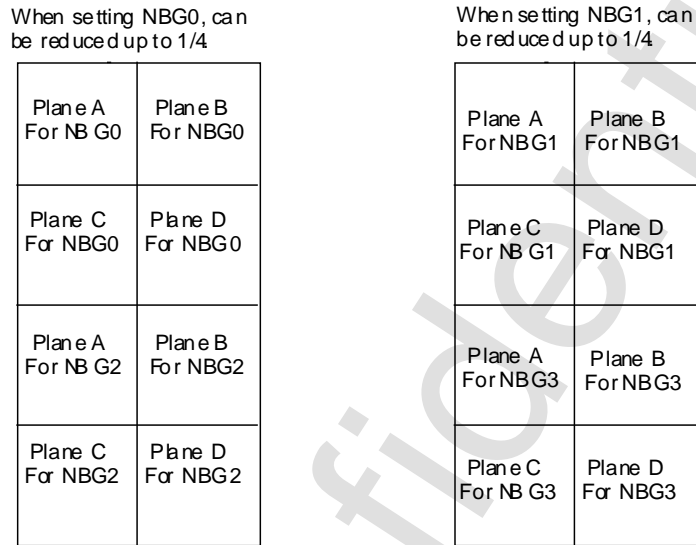 When setting NBG0, can
be reduced up to 1/4
Plane A
For NBG0
Plane B
For NBG0
Plane C
For NBG0
Plane D
For NBG0
Plane A
For NBG2
Plane B
For NBG2
Plane C
For NBG2
Plane D
For NBG2
When setting NBG1, can
be reduced up to 1/4
Plane A
For NBG1
Plane B
For NBG1
Plane C
For NBG1
Plane D
For NBG1
Plane A
For NBG3
Plane B
For NBG3
Plane C
For NBG3
Plane D
For NBG3
fident